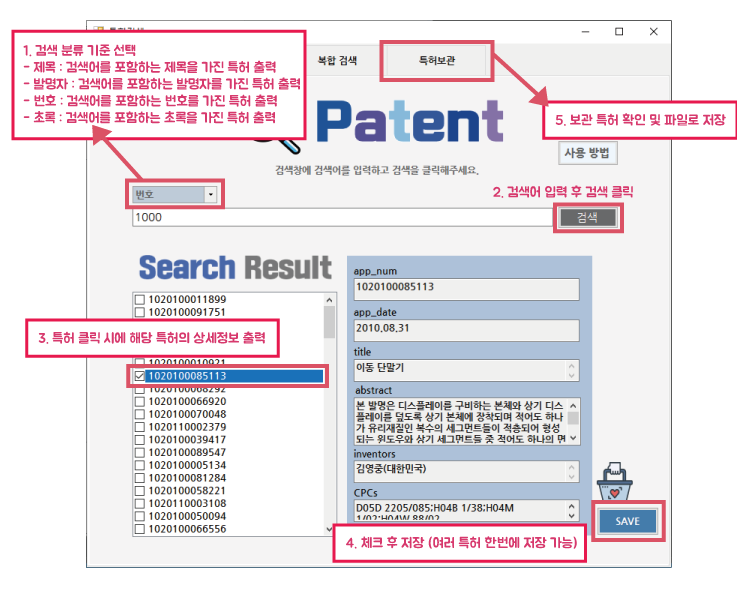 1. 검색 분류 기준 선택
- 제목 : 검색어를 포함하는 제목을 가진 특허 출력
- 발명자 : 검색어를 포함하는 발명자를 가진 특허 출력
- 번호 : 검색어를 포함하는 번호를 가진 특허 출력
- 초록 : 검색어를 포함하는 초록을 가진 특허 출력
복합 검색
특허보관
5. 보관 특허 확인 및 파일로 저장
Patent
사용 방법
검색창에 검색어를 입력하고 검색을 클릭해주세요.
번호
2. 검색어 입력 후 검색 클릭
1000
검색
Search Result
1020100011899
1020100091751
3. 특허 클릭 시에 해당 특허의 상세정보 출력
1020100010921
1020100085113
1020100068292
1020100066920
1020100070048
1020110002379
1020100039417
1020100089547
1020100005134
1020100081284
1020100058221
1020100003108
1020100050094
1020100066556
app_num
1020100085113
app_date
2010.08.31
title
이동 단말기
abstract
본 발명은 디스플레이를 구비하는 본체와 상기 디스
플레이를 덮도록 상기 본체에 장착되며 적어도 하나
가 유리재질인 복수의 세그먼트들이 적층되어 형성
되는 윈도우와 상기 세그먼트들 중 적어도 하나의 면
inventors
김영중(대한민국)
CPCs
D05D 2205/085;H04B 1/38;H04M
1/02;H04W 88/02
SAVE
4. 체크 후 저장 (여러 특허 한번에 저장 가능)